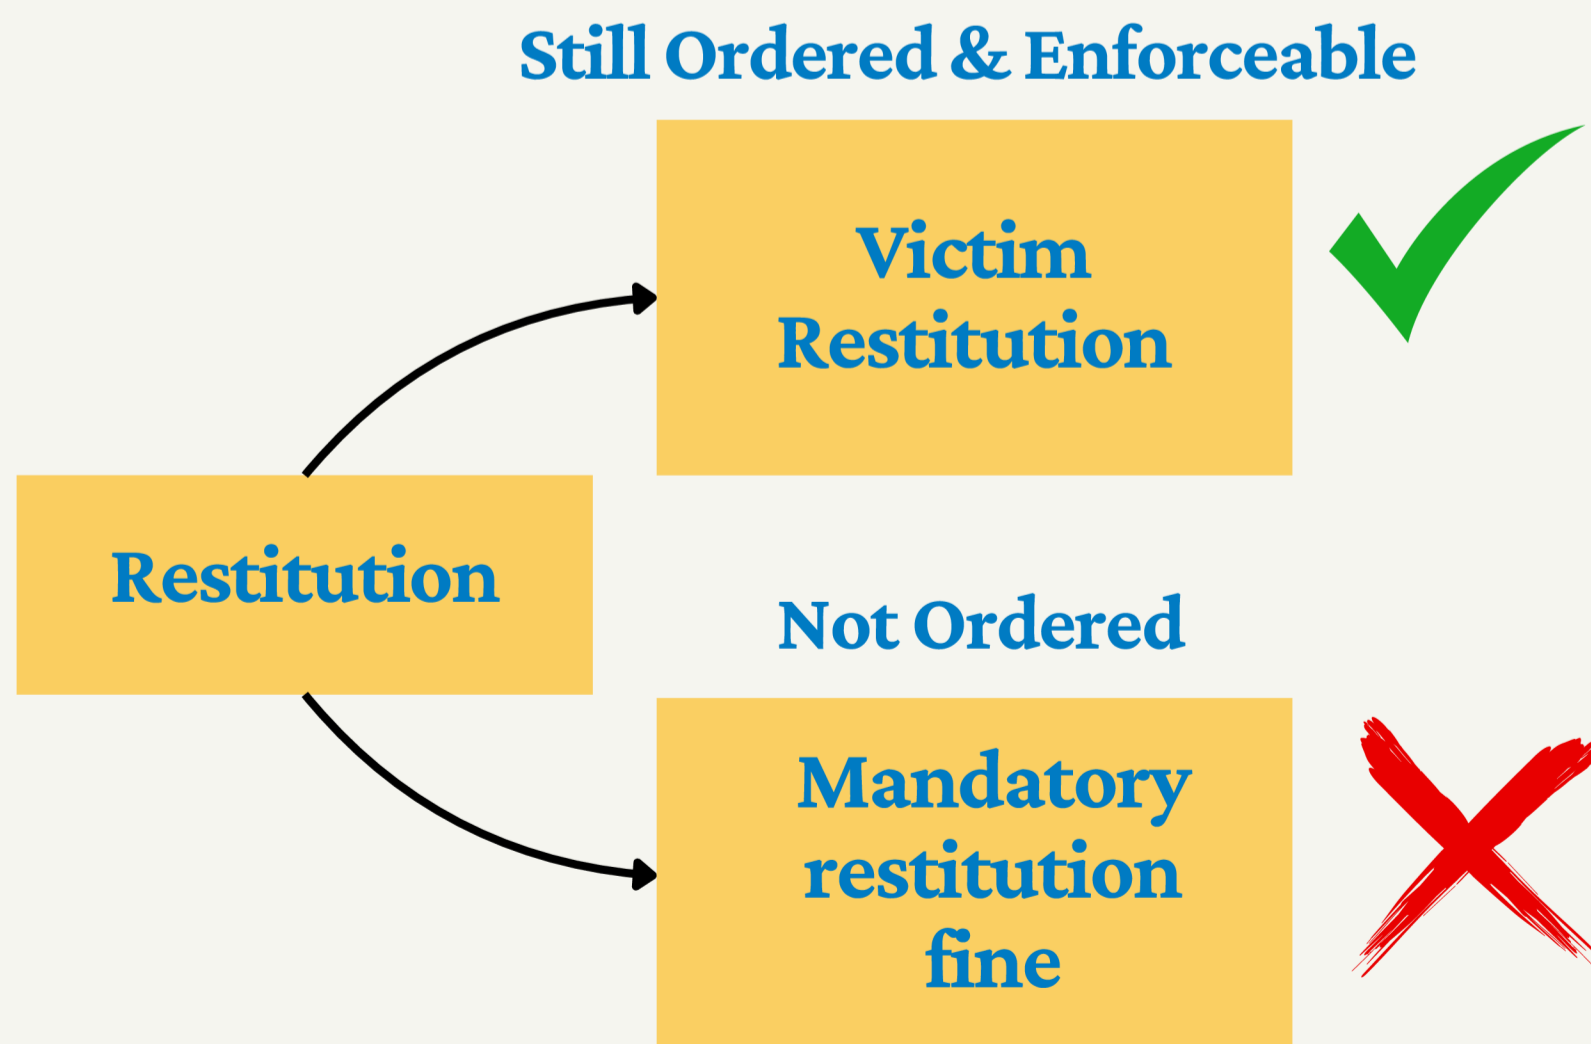 Still Ordered & Enforceable
Victim
Restitution
Restitution
Not Ordered
Mandatory
restitution
fine